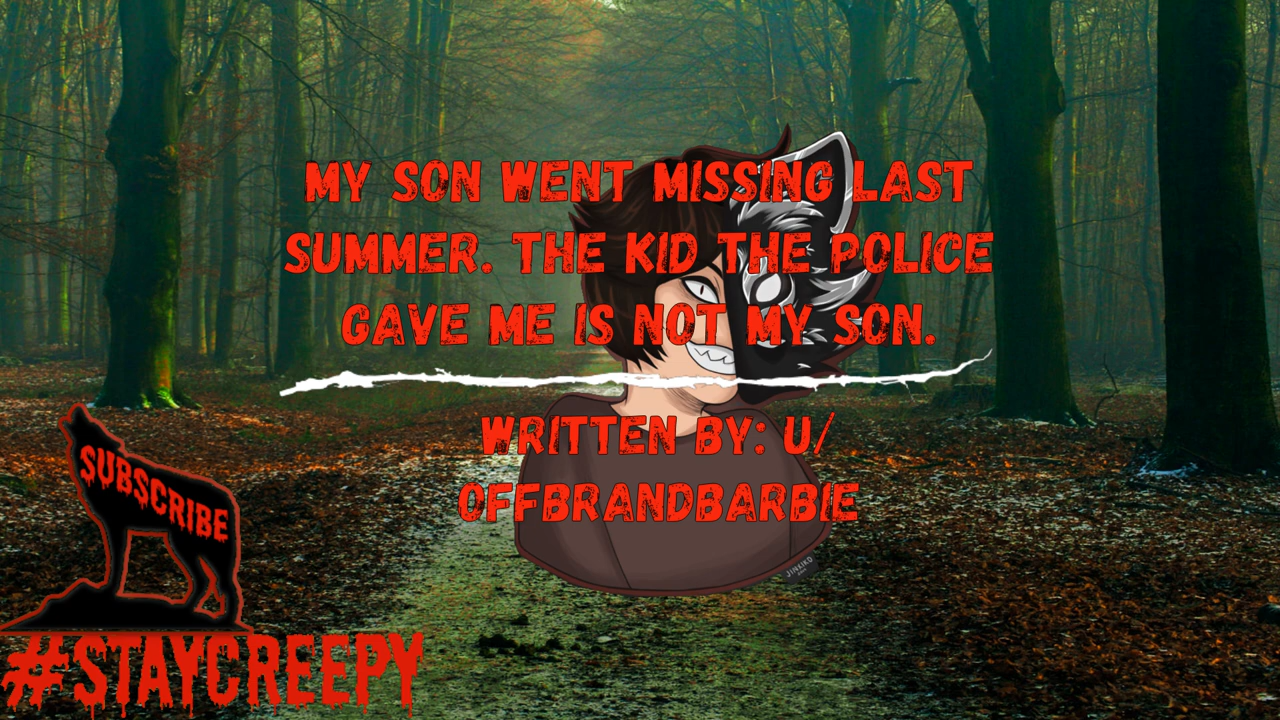 MY SON WENT MISSING LAST
SUMMER. THE KID THE POLICE
GAVE ME IS NOT MY SON.
WRITTEN BY: U/
OFFBRANDBARBIE
SUBSCRIBE
#STAYCREEPY